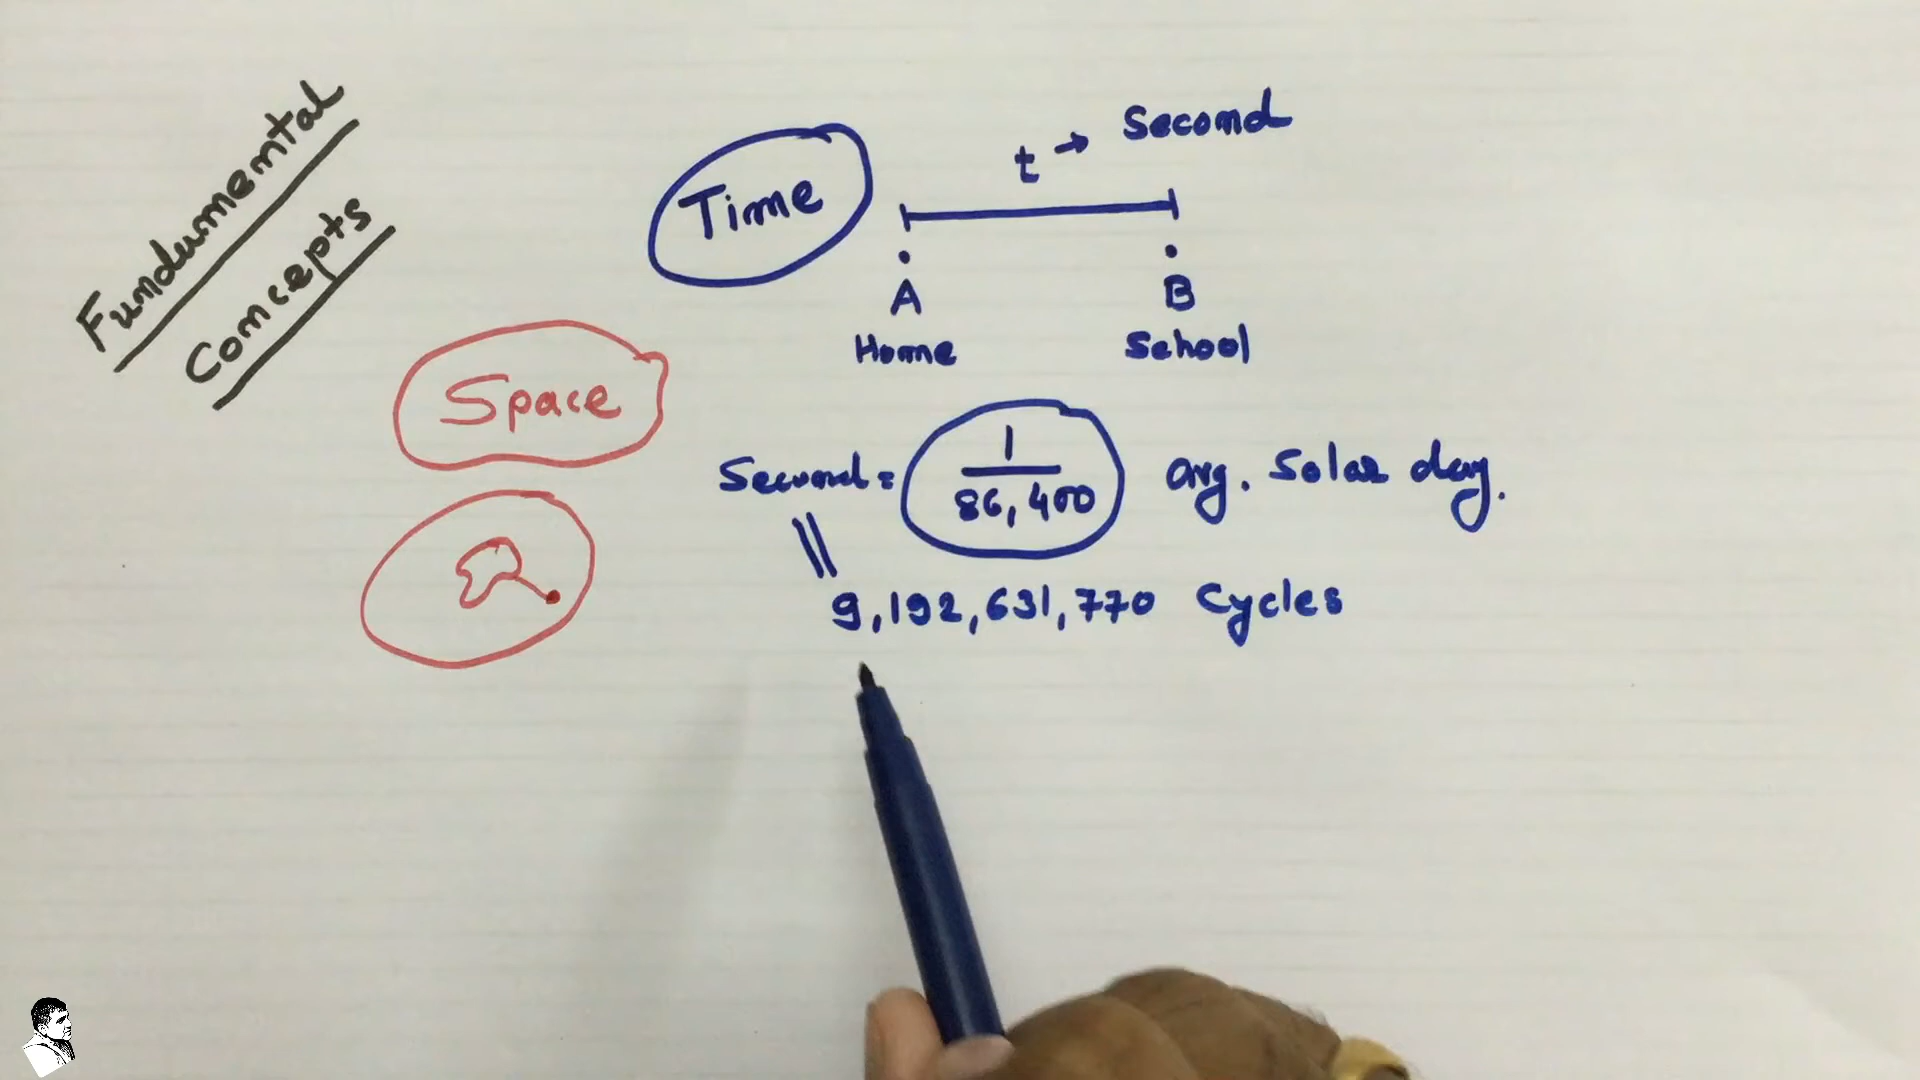 Fundumental
Concepts
Time
t → Second
A
B
Home
School
Space
Second = 1/86,400 avg. Solar day.
||
9,192,631,770 Cycles